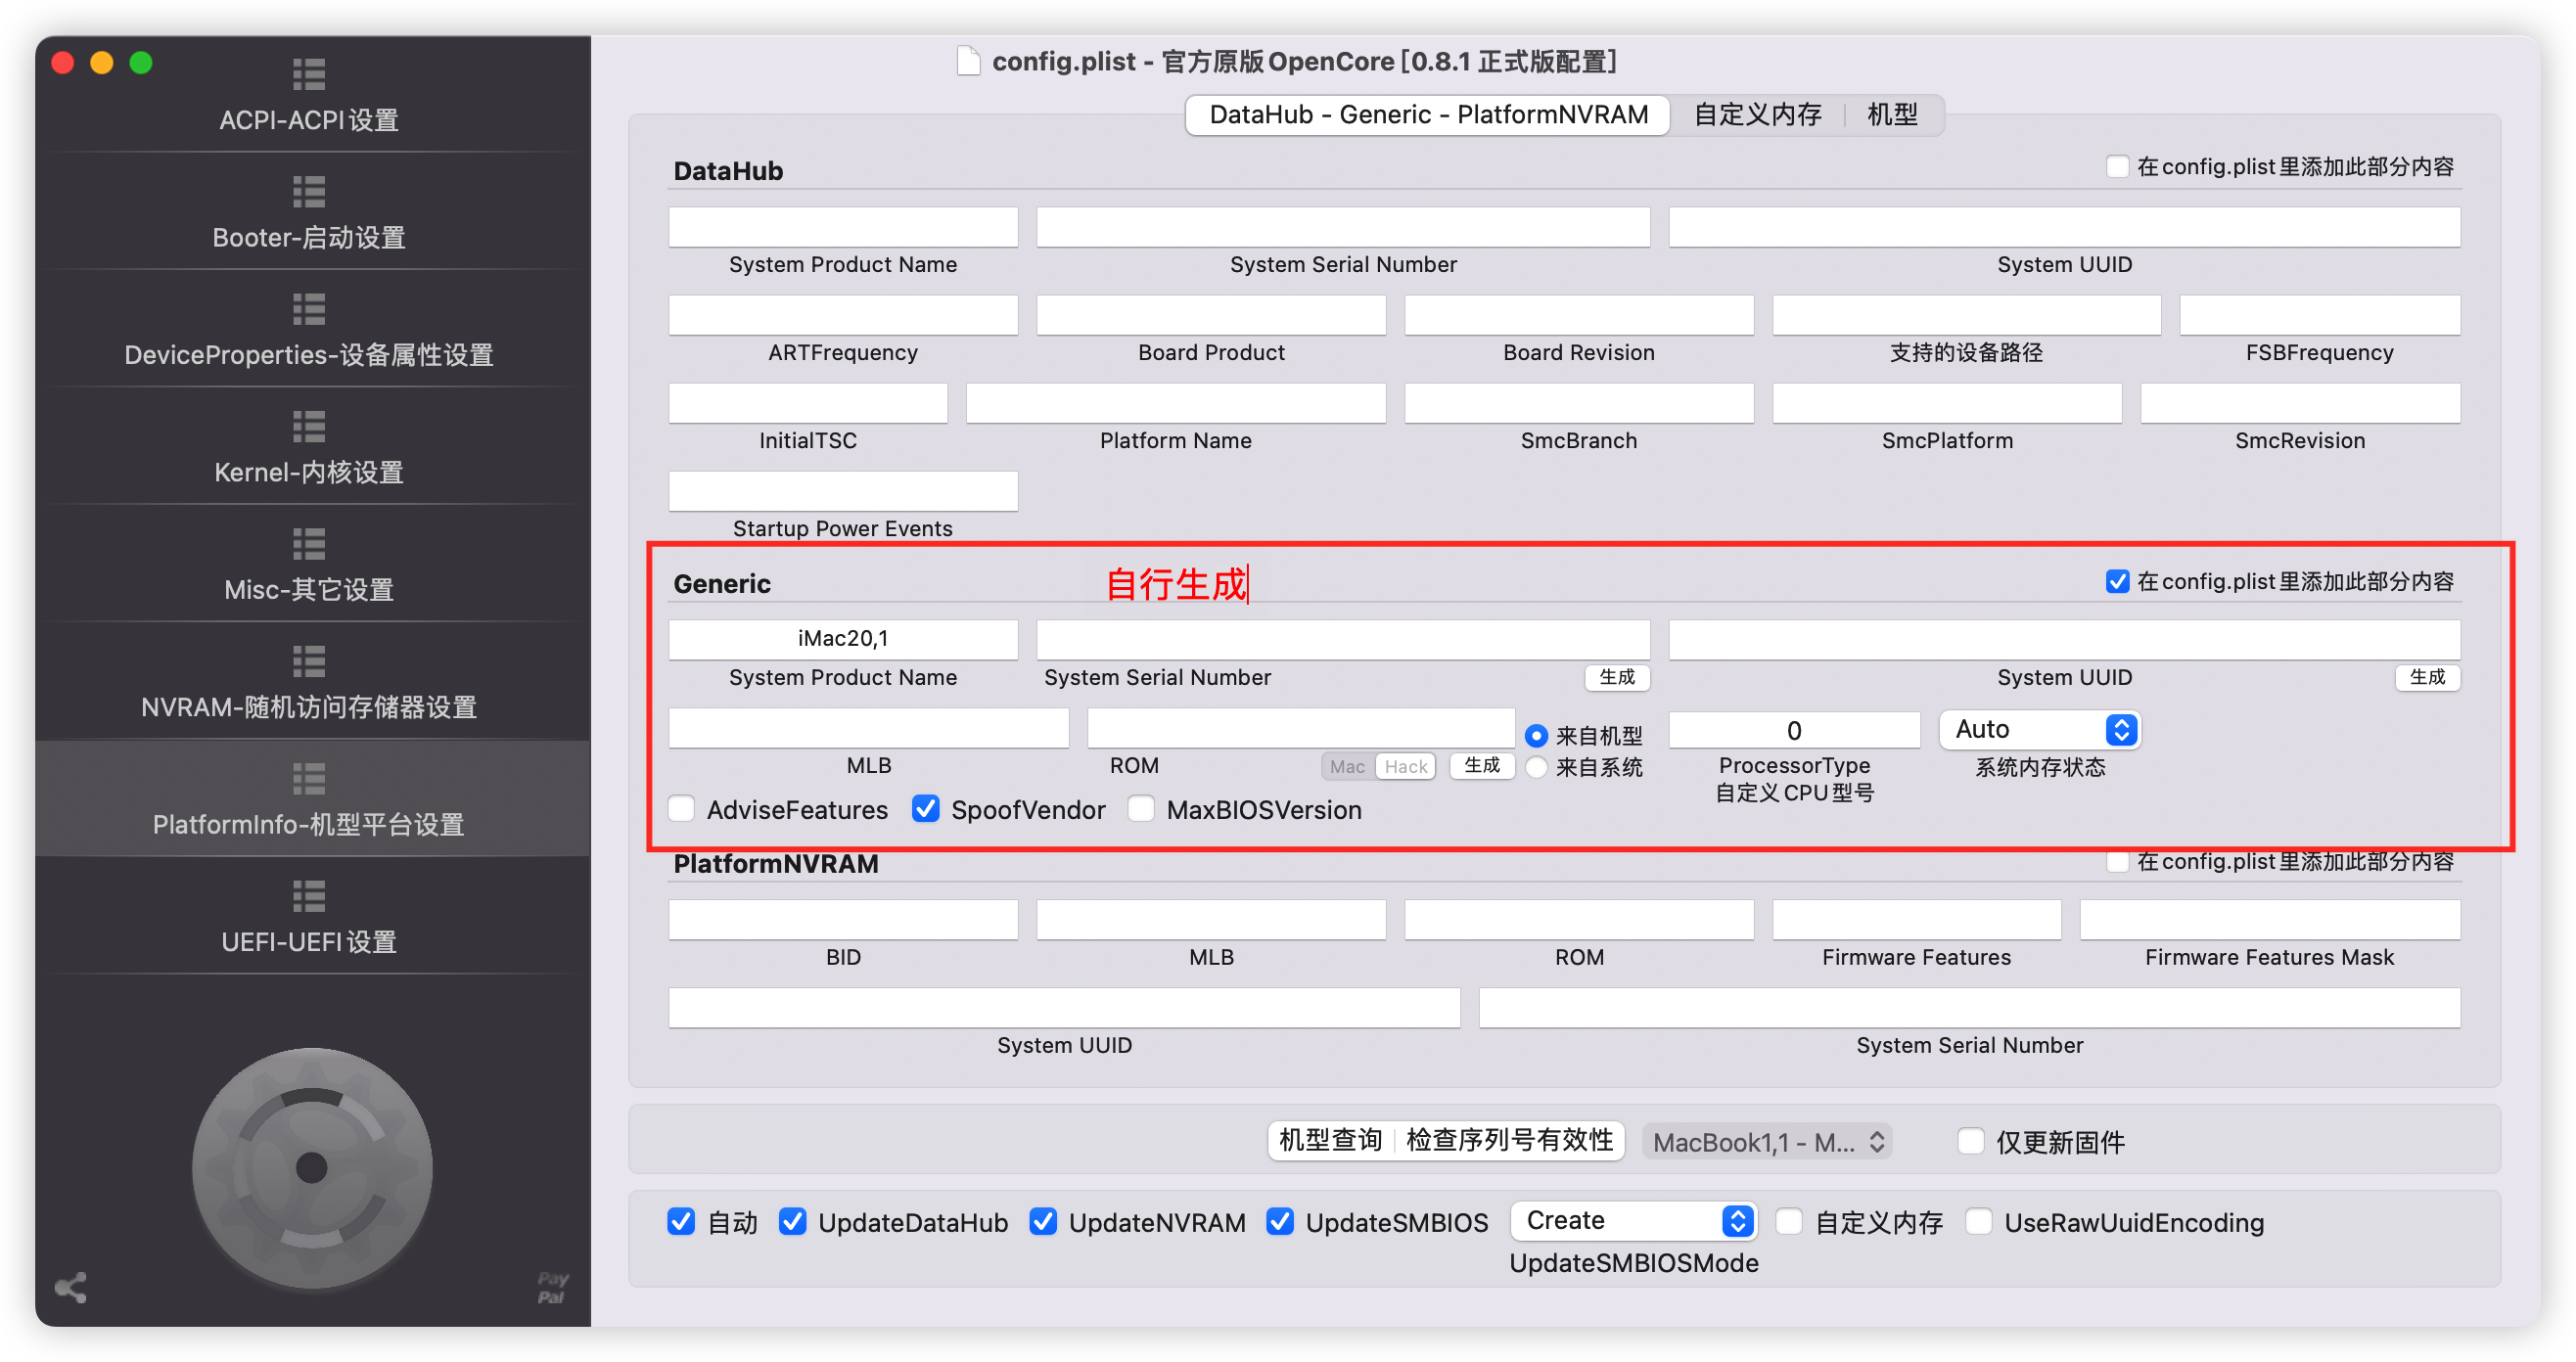 config.plist - 官方原版OpenCore [0.8.1 正式版配置]
ACPI-ACPI设置
Booter-启动设置
DeviceProperties-设备属性设置
Kernel-内核设置
Misc-其它设置
NVRAM-随机访问存储器设置
PlatformInfo-机型平台设置
UEFI-UEFI设置
Pay
Pal
DataHub - Generic - PlatformNVRAM 自定义内存 机型
DataHub 在config.plist里添加此部分内容
System Product Name System Serial Number System UUID
ARTFrequency Board Product Board Revision 支持的设备路径 FSBFrequency
InitialTSC Platform Name SmcBranch SmcPlatform SmcRevision
Startup Power Events
Generic 自行生成 在config.plist里添加此部分内容
iMac20,1
System Product Name System Serial Number 生成 System UUID 生成
来自机型 0 Auto
MLB ROM Mac Hack 生成 来自系统 ProcessorType 系统内存状态
自定义CPU型号
AdviseFeatures SpoofVendor MaxBIOSVersion
PlatformNVRAM 在config.plist里添加此部分内容
BID MLB ROM Firmware Features Firmware Features Mask
System UUID System Serial Number
机型查询 检查序列号有效性 MacBook1,1 - M... 仅更新固件
自动 UpdateDataHub UpdateNVRAM UpdateSMBIOS Create 自定义内存 UseRawUuidEncoding
UpdateSMBIOSMode